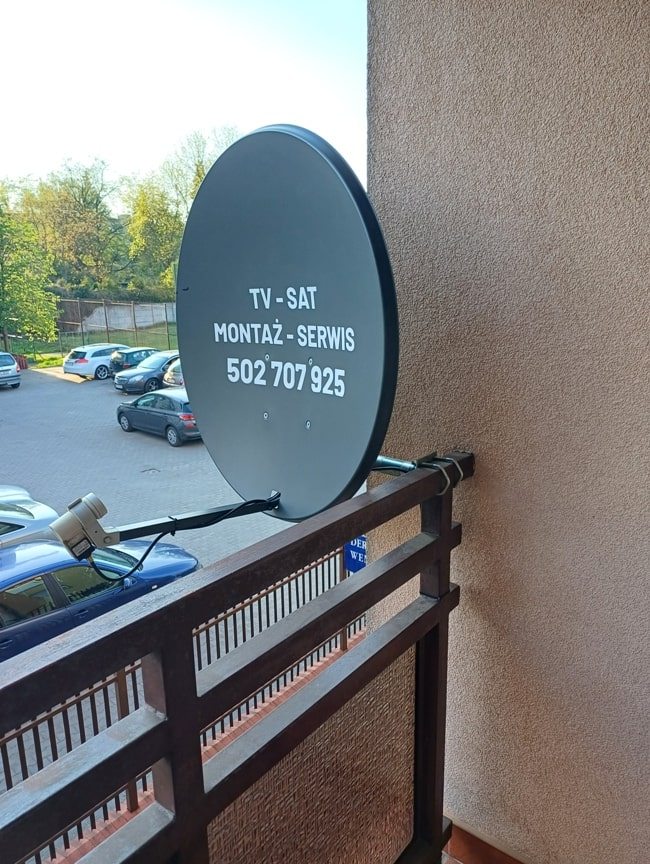 TV - SAT
MONTAŻ - SERWIS
502 707 925